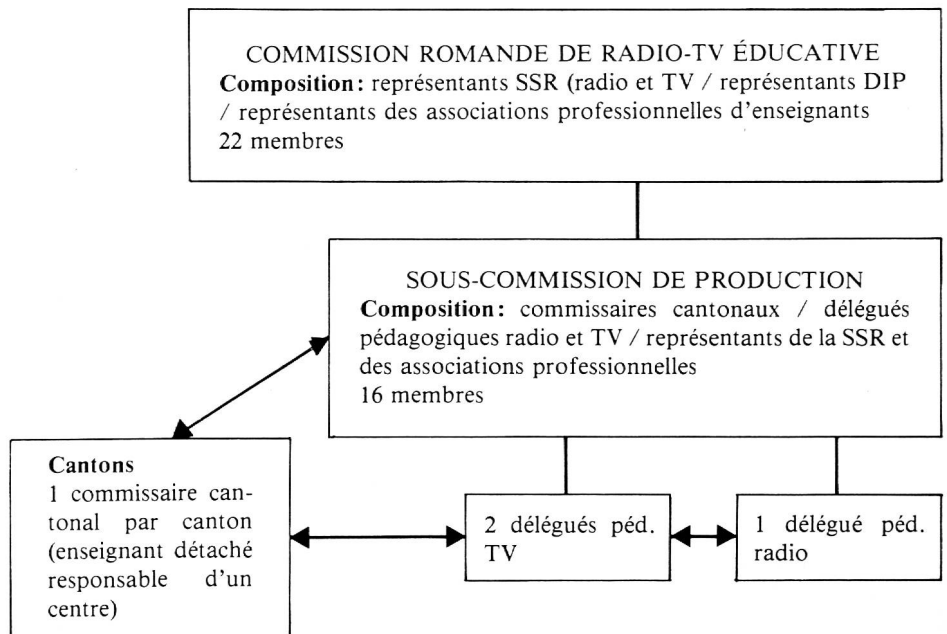 COMMISSION ROMANDE DE RADIO-TV ÉDUCATIVE
Composition: représentants SSR (radio et TV / représentants DIP
/ représentants des associations professionnelles d'enseignants
22 membres
SOUS-COMMISSION DE PRODUCTION
Composition: commissaires cantonaux / délégués
pédagogiques radio et TV / représentants de la SSR et
des associations professionnelles
16 membres
Cantons
1 commissaire can-
tonal par canton
(enseignant détaché
responsable d'un
centre)
2 délégués péd.
TV
1 délégué péd.
radio